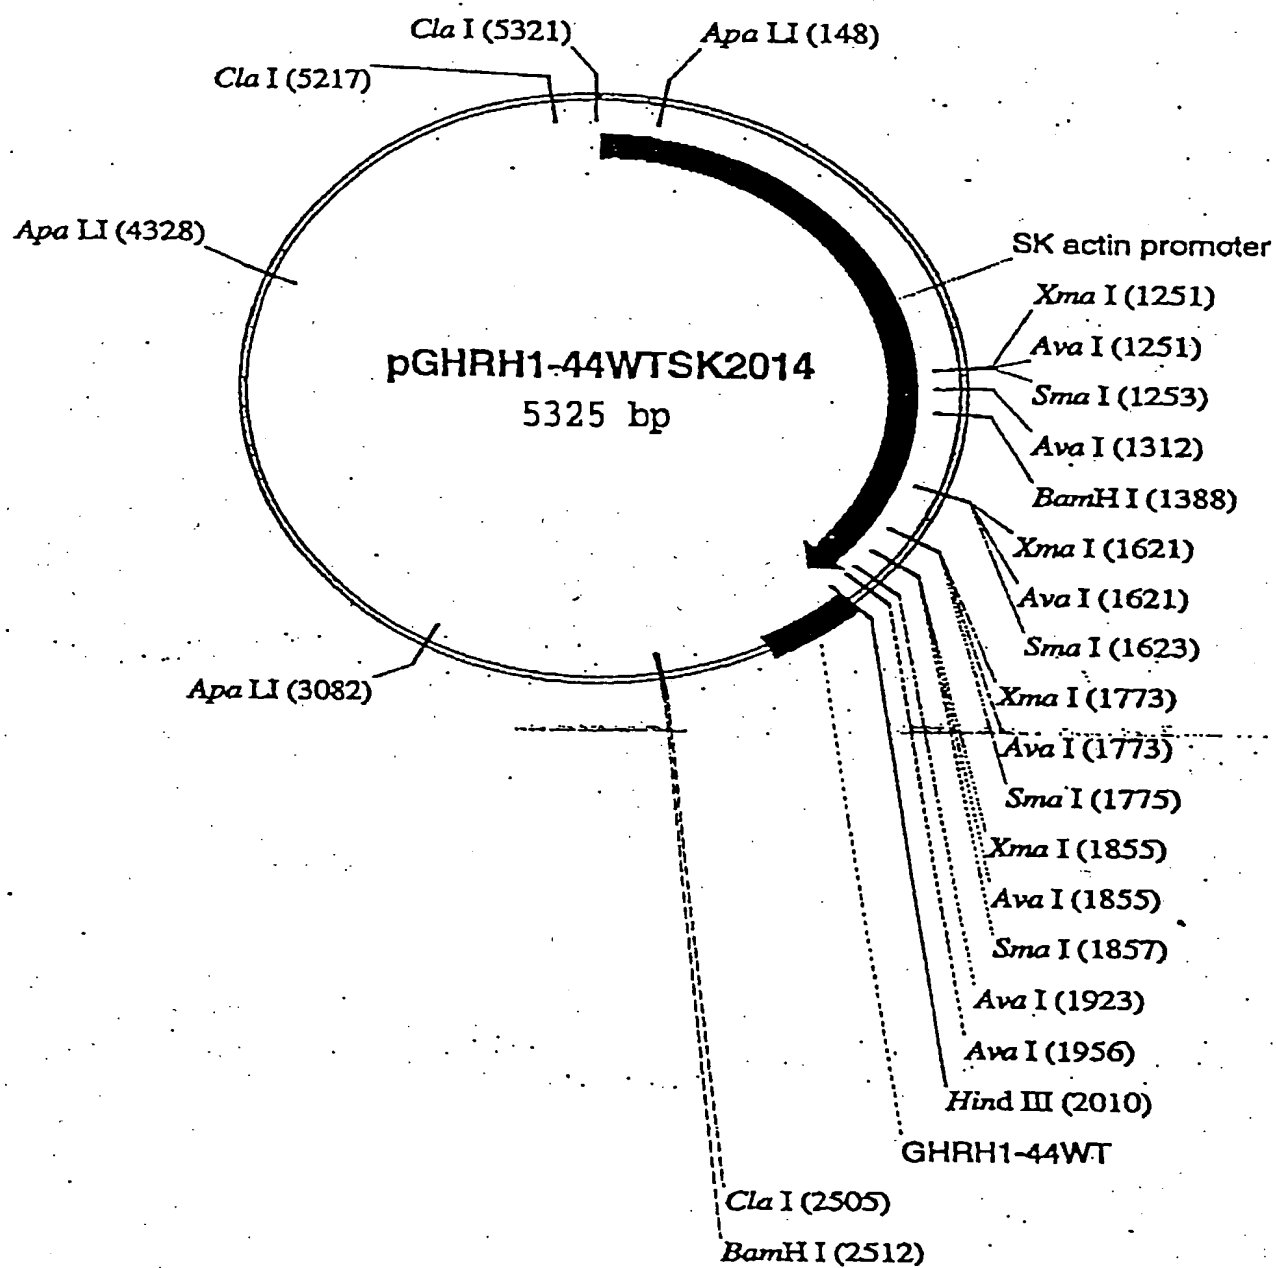 Cla I (5321)
Apa LI (148)
Cla I (5217)
Apa LI (4328)
SK actin promoter
Xma I (1251)
Ava I (1251)
Sma I (1253)
Ava I (1312)
BamH I (1388)
Xma I (1621)
Ava I (1621)
Sma I (1623)
Xma I (1773)
Ava I (1773)
Sma I (1775)
Xma I (1855)
Ava I (1855)
Sma I (1857)
Ava I (1923)
Ava I (1956)
Hind III (2010)
GHRH1-44WT
Cla I (2505)
BamH I (2512)
Apa LI (3082)
pGHRH1-44WTSK2014
5325 bp